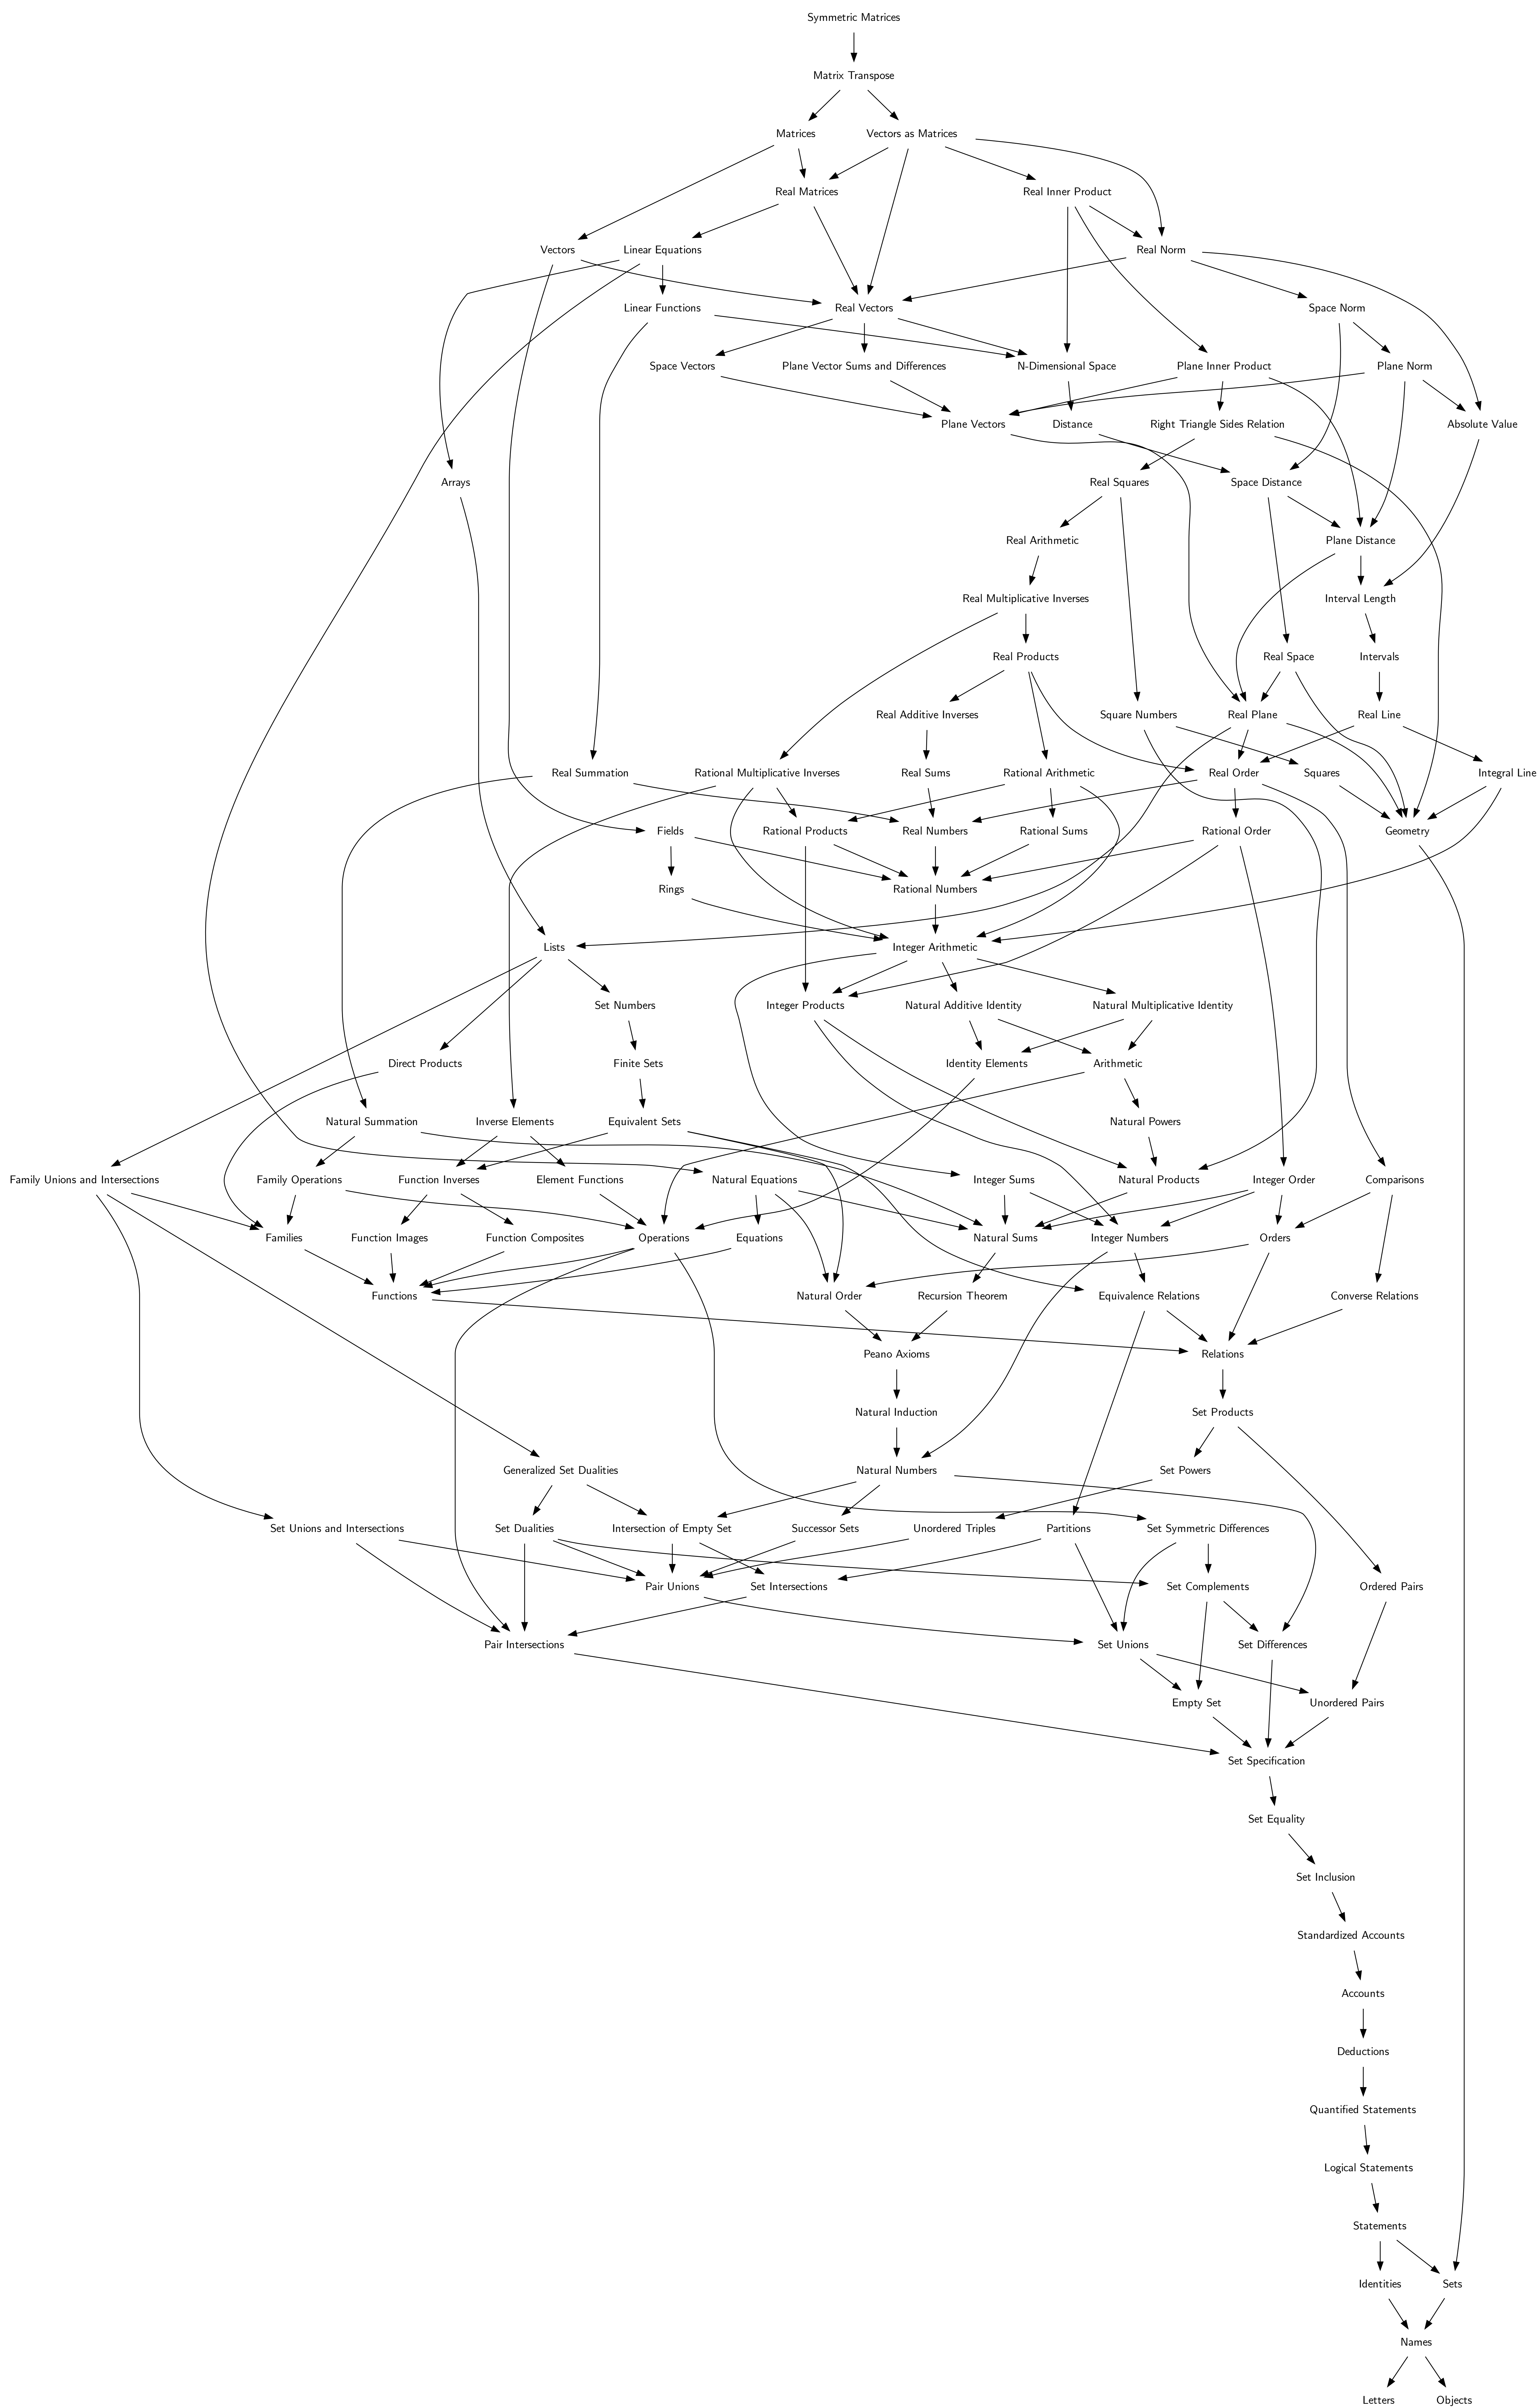 Symmetric Matrices
Matrix Transpose
Matrices
Vectors as Matrices
Real Matrices
Real Inner Product
Vectors
Linear Equations
Real Norm
Linear Functions
Real Vectors
Space Norm
Space Vectors
Plane Vector Sums and Differences
N-Dimensional Space
Plane Inner Product
Plane Norm
Plane Vectors
Distance
Right Triangle Sides Relation
Absolute Value
Arrays
Real Squares
Space Distance
Real Arithmetic
Plane Distance
Real Multiplicative Inverses
Interval Length
Real Products
Real Space
Intervals
Real Additive Inverses
Square Numbers
Real Plane
Real Line
Real Summation
Rational Multiplicative Inverses
Real Sums
Rational Arithmetic
Real Order
Squares
Integral Line
Fields
Rational Products
Real Numbers
Rational Sums
Rational Order
Geometry
Rings
Rational Numbers
Lists
Integer Arithmetic
Set Numbers
Integer Products
Natural Additive Identity
Natural Multiplicative Identity
Direct Products
Finite Sets
Identity Elements
Arithmetic
Natural Summation
Inverse Elements
Equivalent Sets
Natural Powers
Family Unions and Intersections
Family Operations
Function Inverses
Element Functions
Natural Equations
Integer Sums
Natural Products
Integer Order
Comparisons
Families
Function Images
Function Composites
Operations
Equations
Natural Sums
Integer Numbers
Orders
Functions
Natural Order
Recursion Theorem
Equivalence Relations
Converse Relations
Peano Axioms
Relations
Natural Induction
Set Products
Generalized Set Dualities
Natural Numbers
Set Powers
Set Unions and Intersections
Set Dualities
Intersection of Empty Set
Successor Sets
Unordered Triples
Partitions
Set Symmetric Differences
Pair Unions
Set Intersections
Set Complements
Ordered Pairs
Pair Intersections
Set Unions
Set Differences
Empty Set
Unordered Pairs
Set Specification
Set Equality
Set Inclusion
Standardized Accounts
Accounts
Deductions
Quantified Statements
Logical Statements
Statements
Identities
Sets
Names
Letters
Objects